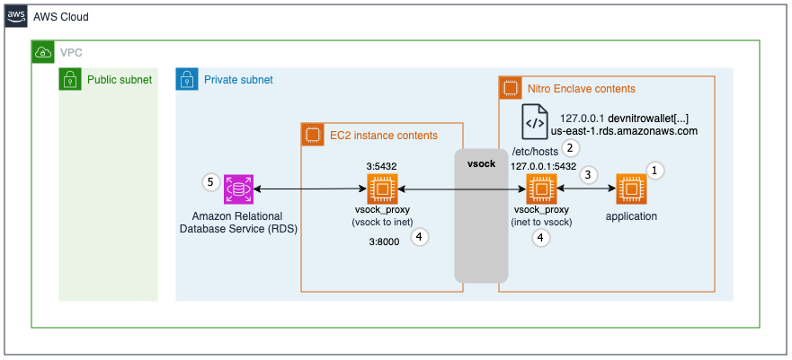 aws
AWS Cloud
VPC
Public subnet
Private subnet
Nitro Enclave contents
127.0.0.1 devnitrowallet[...]
us-east-1.rds.amazonaws.com
EC2 instance contents
/etc/hosts
2
vsock
3:5432
127.0.0.1:5432
3
1
5
vsock_proxy
(vsock to inet)
4
3:8000
vsock_proxy
(inet to vsock)
4
application
Amazon Relational
Database Service (RDS)